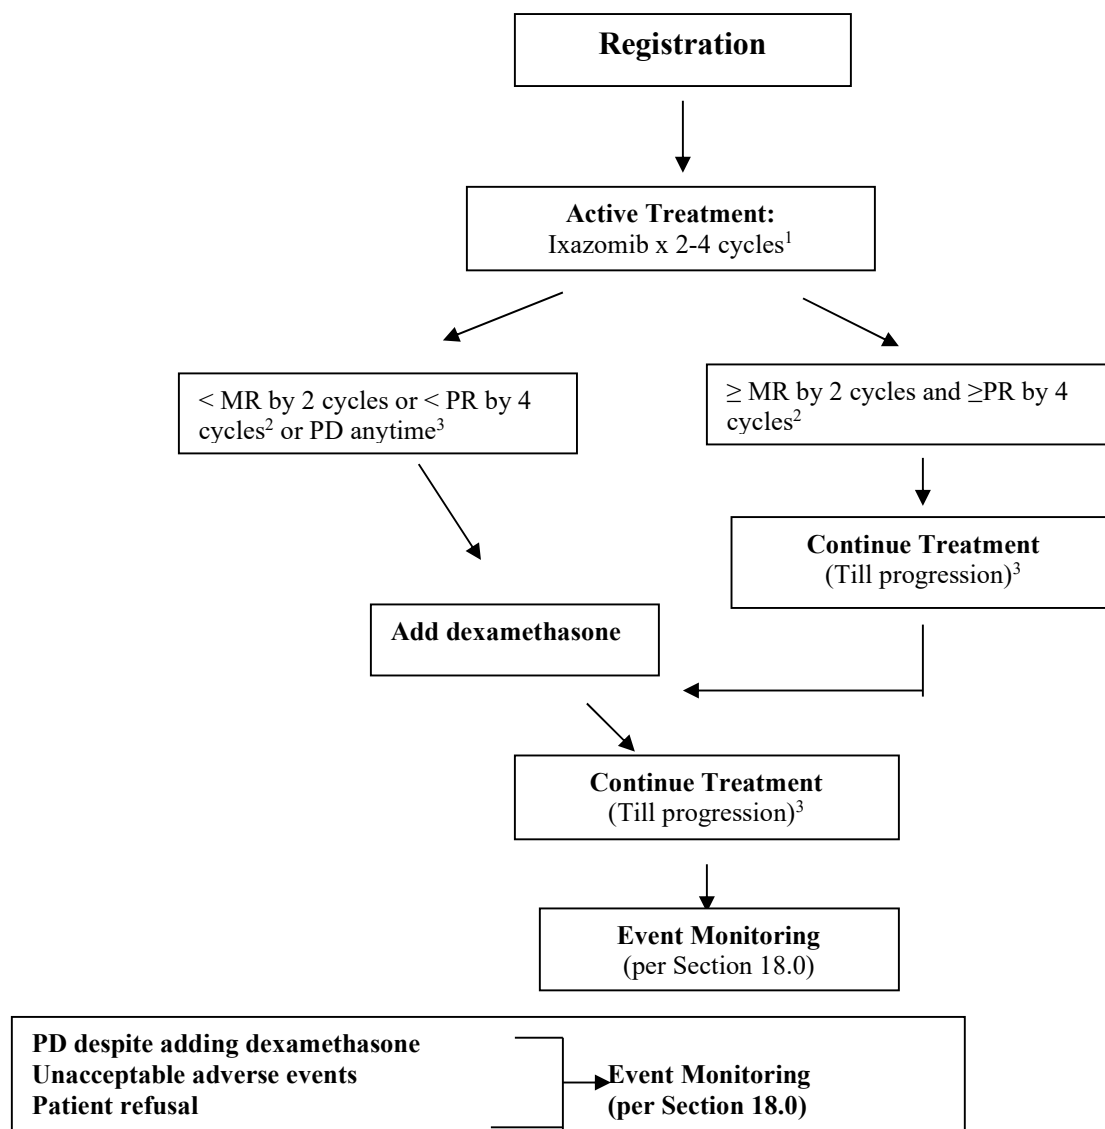 Registration
Active Treatment:
Ixazomib x 2-4 cycles¹
< MR by 2 cycles or < PR by 4
cycles² or PD anytime³
≥ MR by 2 cycles and ≥PR by 4
cycles²
Continue Treatment
(Till progression)³
Add dexamethasone
Continue Treatment
(Till progression)³
Event Monitoring
(per Section 18.0)
PD despite adding dexamethasone
Unacceptable adverse events
Patient refusal
Event Monitoring
(per Section 18.0)